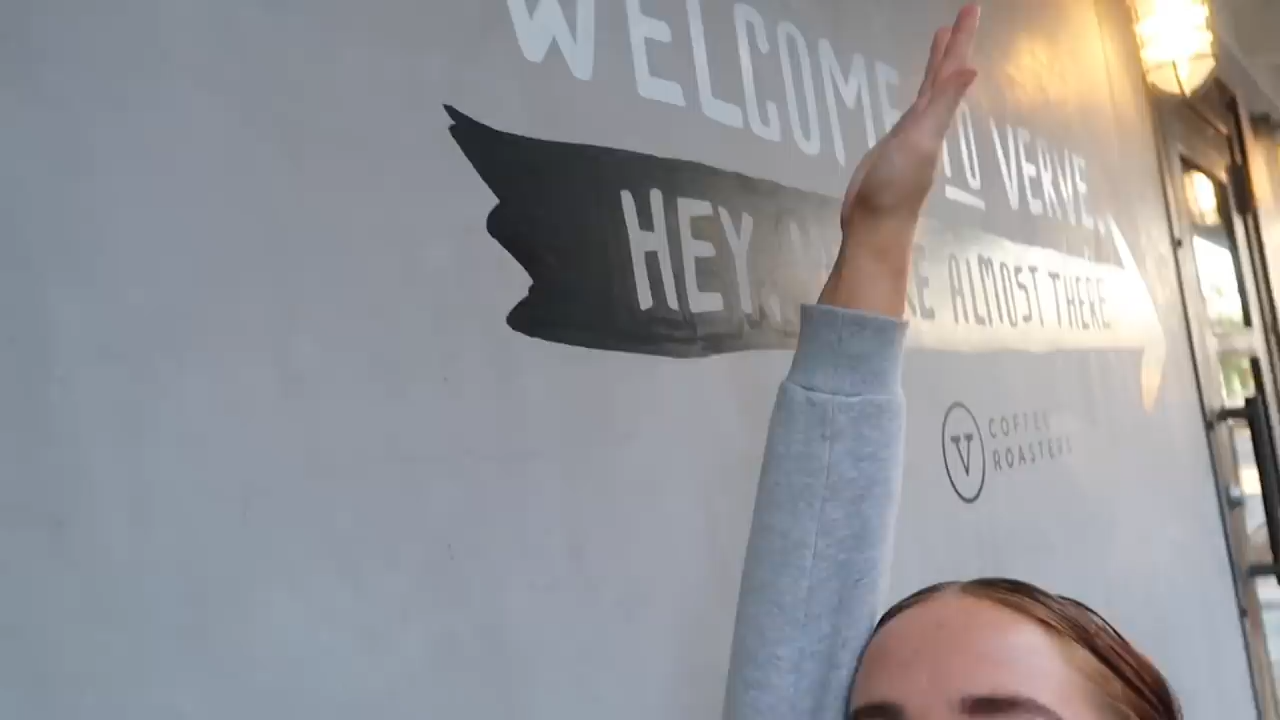 WELCOME TO VERVE.
HEY, ALMOST THERE
V
COFFEE
ROASTERS